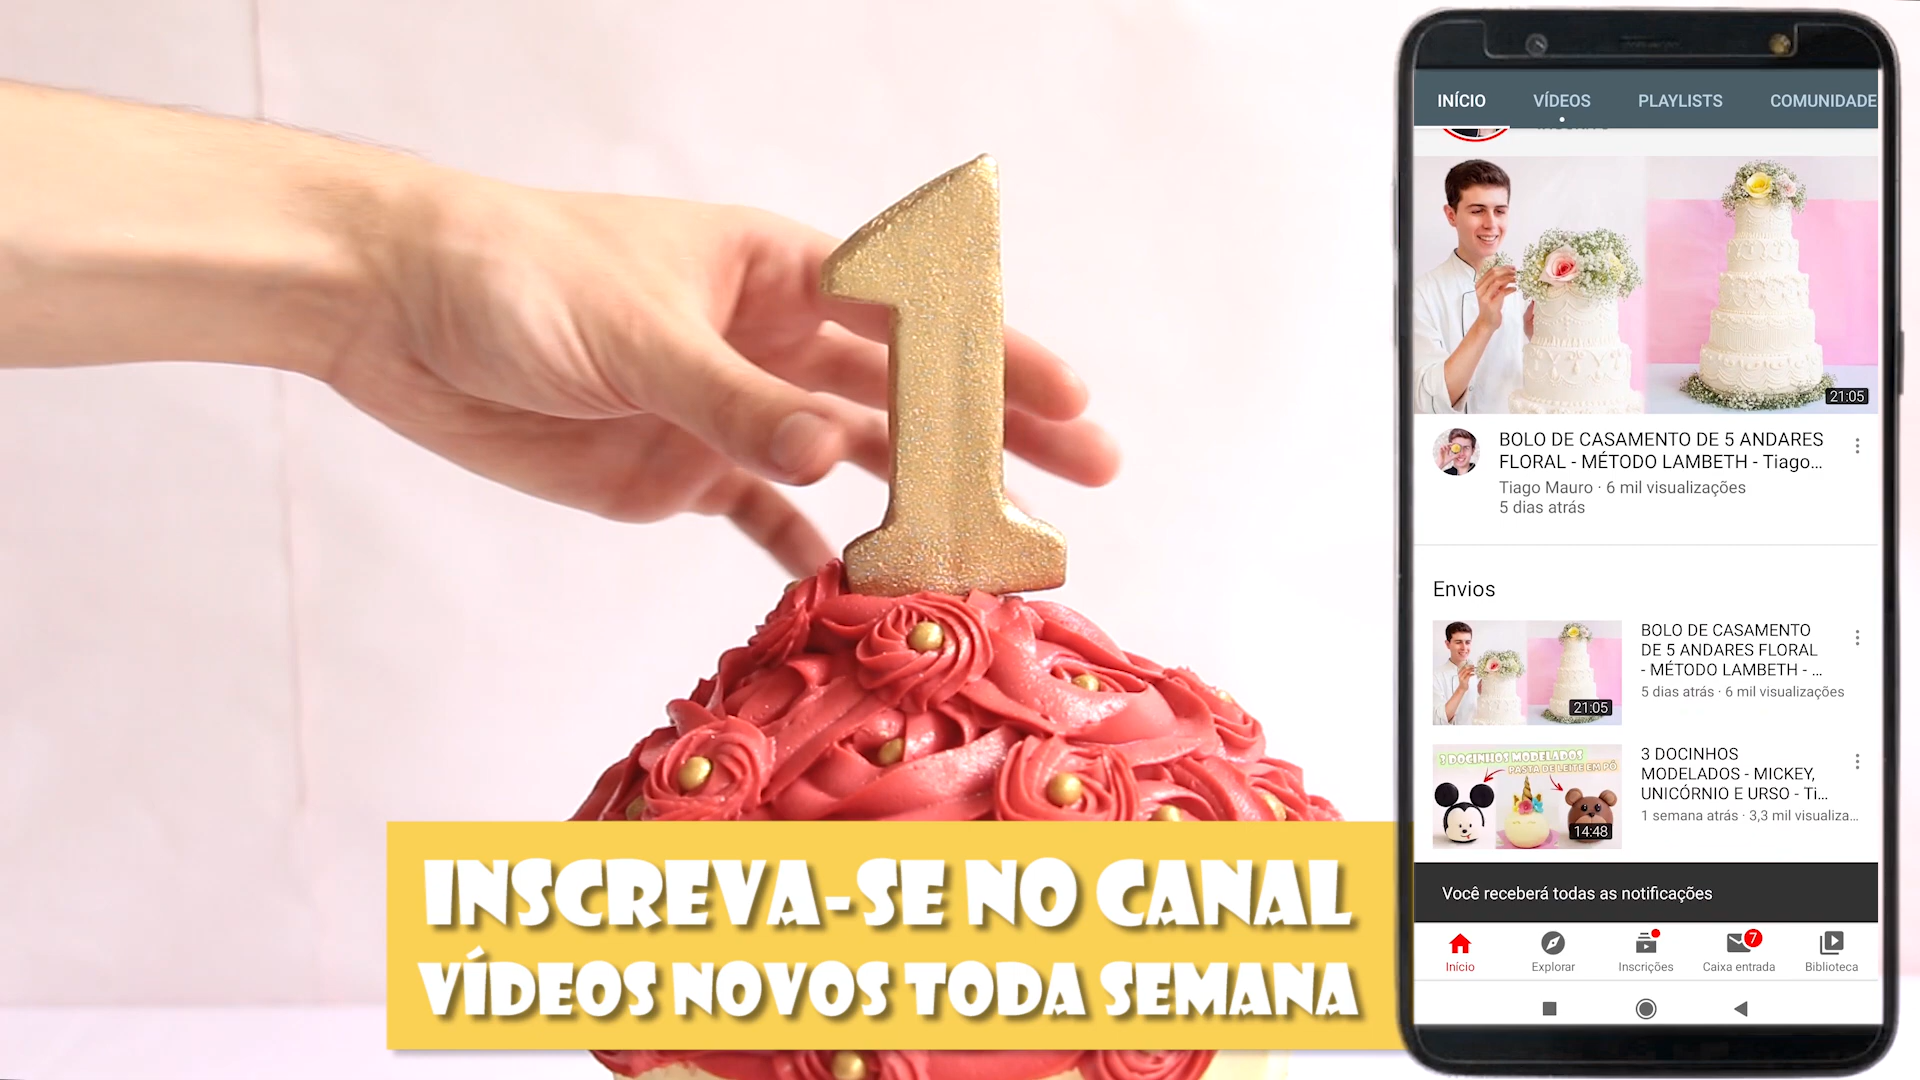 INÍCIO VÍDEOS PLAYLISTS COMUNIDADE
21:05
BOLO DE CASAMENTO DE 5 ANDARES
FLORAL - MÉTODO LAMBETH - Tiago...
Tiago Mauro · 6 mil visualizações
5 dias atrás
Envios
BOLO DE CASAMENTO
DE 5 ANDARES FLORAL
- MÉTODO LAMBETH - ...
5 dias atrás · 6 mil visualizações
21:05
3 DOCINHOS MODELADOS
PASTA DE LEITE EM PÓ
14:48
3 DOCINHOS
MODELADOS - MICKEY,
UNICÓRNIO E URSO - Ti...
1 semana atrás · 3,3 mil visualiza...
Você receberá todas as notificações
7
Início Explorar Inscrições Caixa entrada Biblioteca
1
INSCREVA-SE NO CANAL
VÍDEOS NOVOS TODA SEMANA